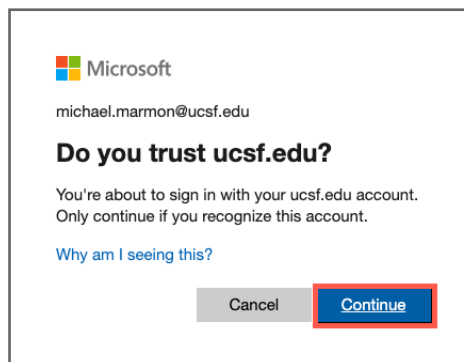 Microsoft
michael.marmon@ucsf.edu
Do you trust ucsf.edu?
You're about to sign in with your ucsf.edu account.
Only continue if you recognize this account.
Why am I seeing this?
Cancel Continue